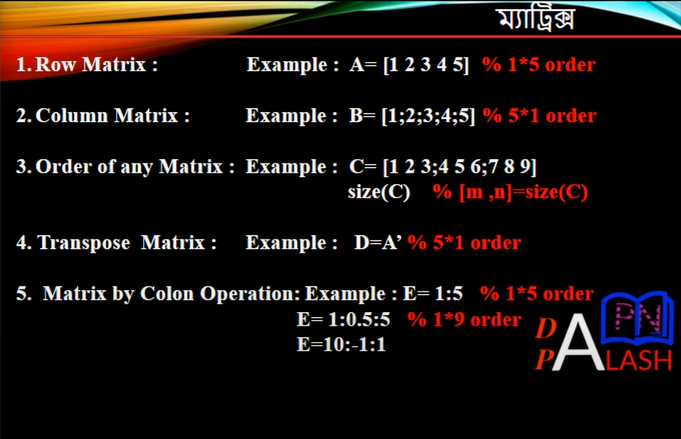 ম্যাট্রিক্স
1. Row Matrix : Example : A= [1 2 3 4 5] % 1*5 order
2. Column Matrix : Example : B= [1;2;3;4;5] % 5*1 order
3. Order of any Matrix : Example : C= [1 2 3;4 5 6;7 8 9]
size(C) % [m ,n]=size(C)
4. Transpose Matrix : Example : D=A’ % 5*1 order
5. Matrix by Colon Operation: Example : E= 1:5 % 1*5 order
E= 1:0.5:5 % 1*9 order
E=10:-1:1
D PN
PALASH